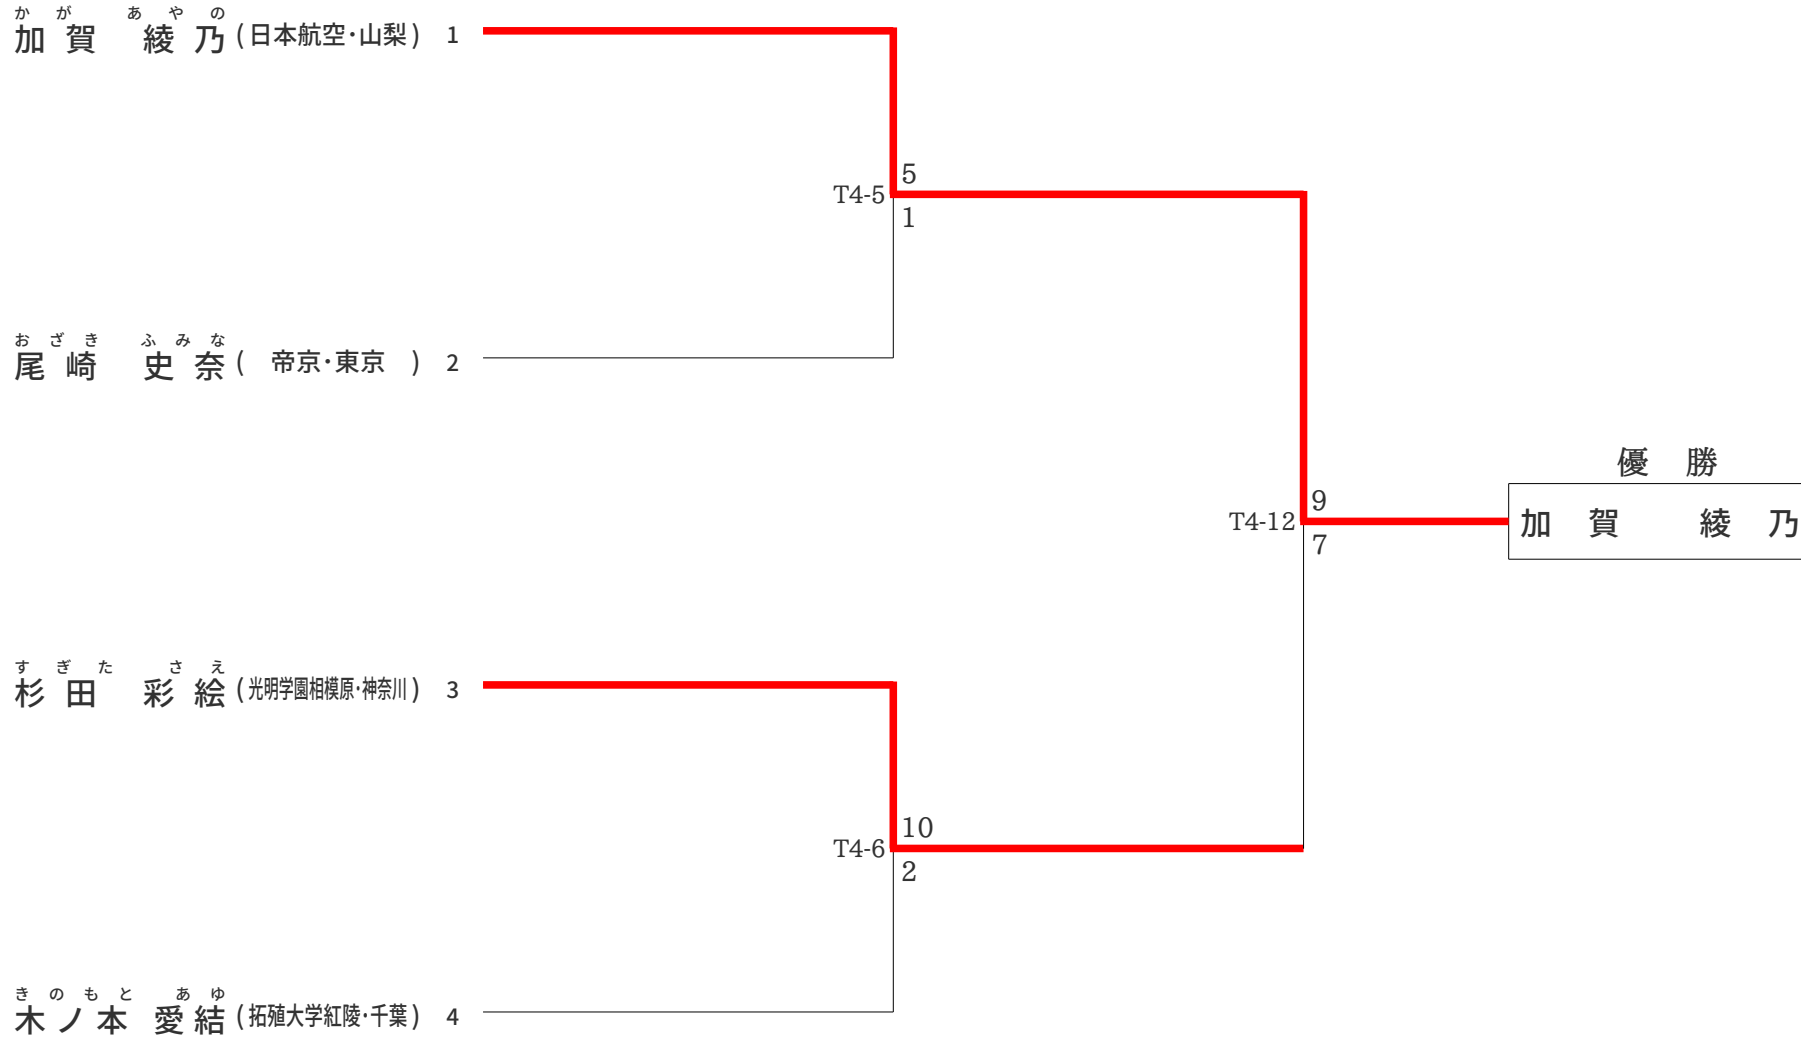 かが あやの
加賀 綾乃(日本航空・山梨) 1
5
T4-5
1
おざき ふみな
尾崎 史奈( 帝京・東京 ) 2
優勝
9
T4-12
7
加賀 綾乃
すぎた さえ
杉田 彩絵(光明学園相模原・神奈川) 3
10
T4-6
2
きのもと あゆ
木ノ本 愛結(拓殖大学紅陵・千葉) 4